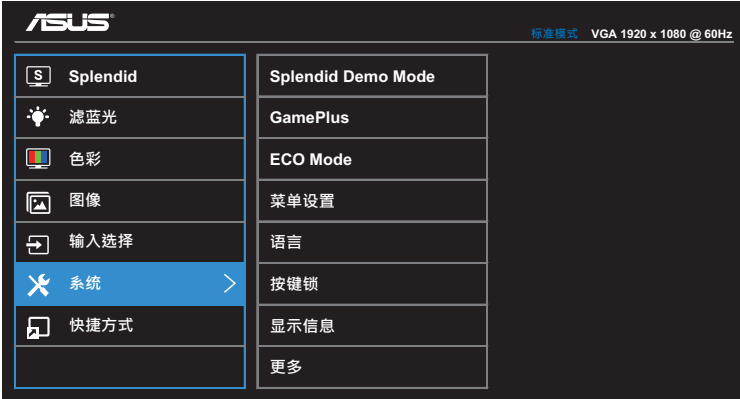 ASUS
标准模式 VGA 1920 x 1080 @ 60Hz
S Splendid
滤蓝光
色彩
图像
输入选择
系统
快捷方式
Splendid Demo Mode
GamePlus
ECO Mode
菜单设置
语言
按键锁
显示信息
更多